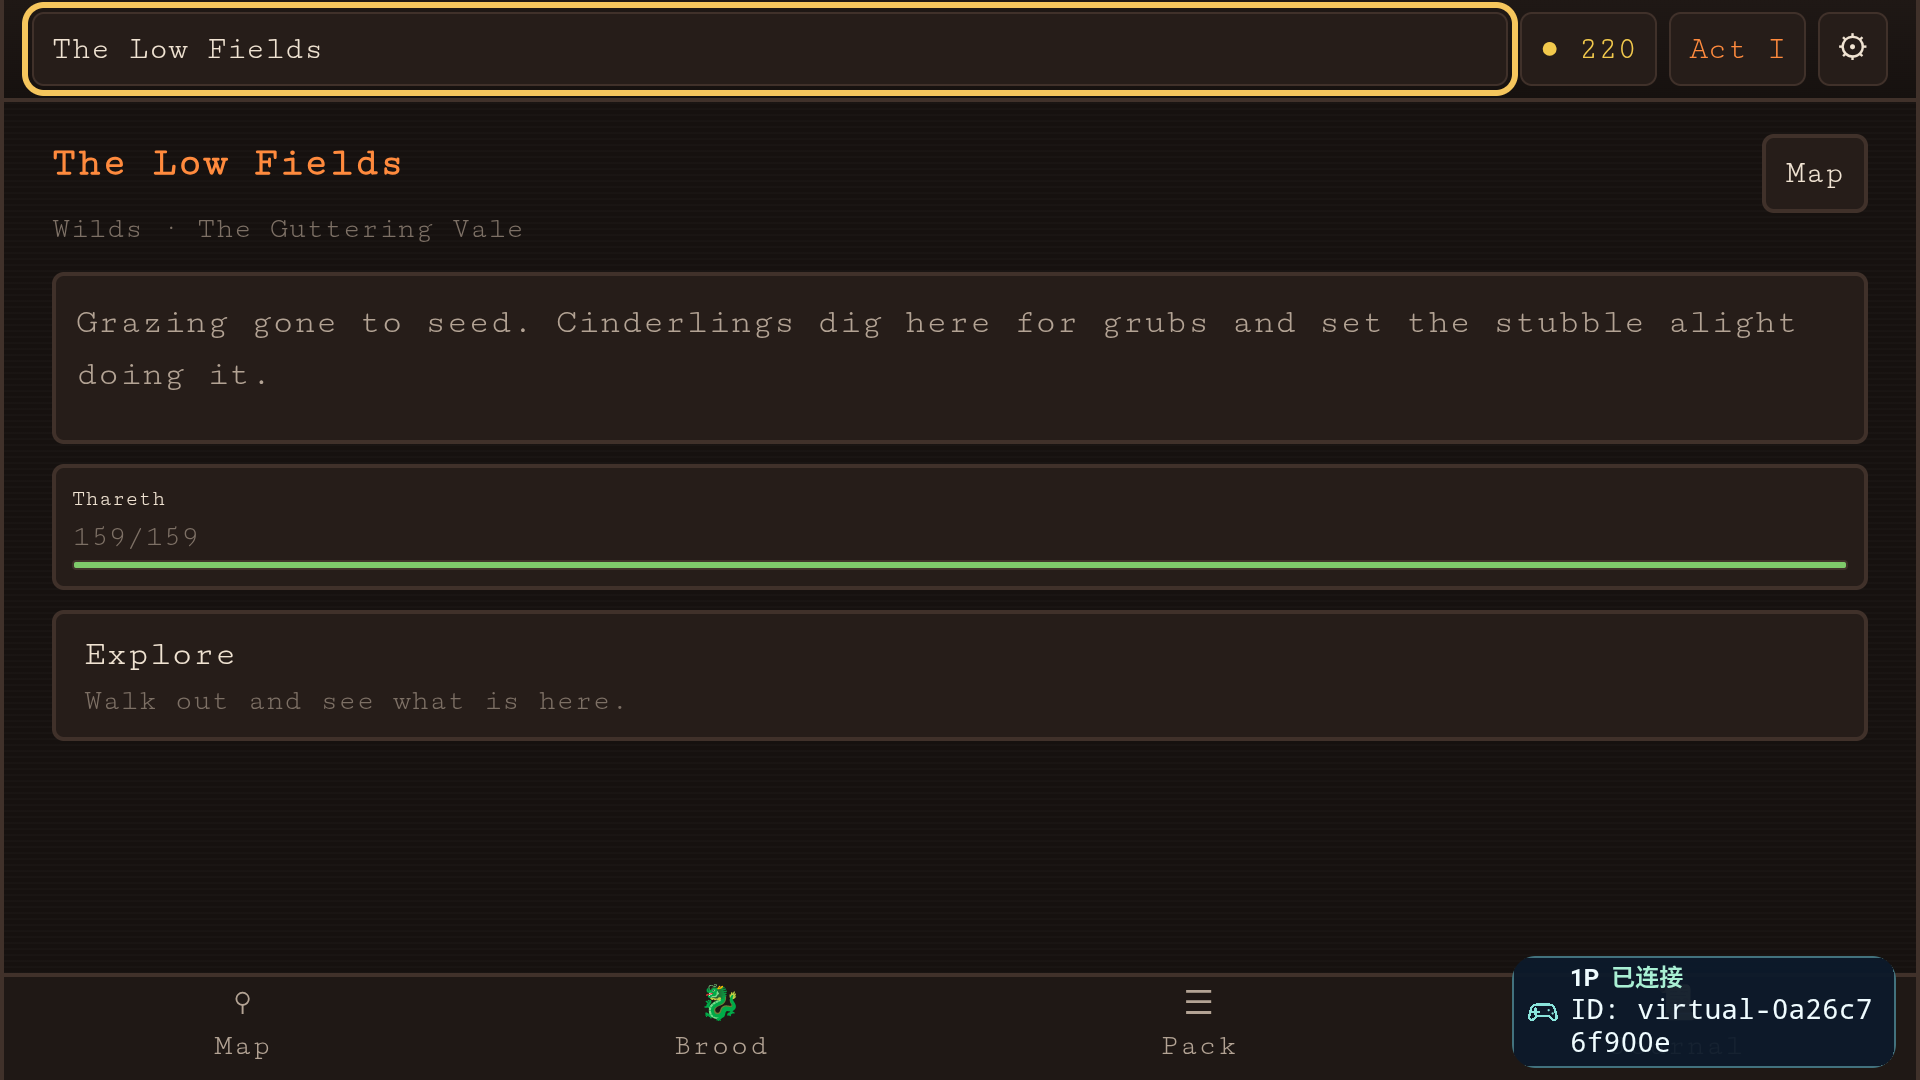 The Low Fields
220
Act I
The Low Fields
Map
Wilds · The Guttering Vale
Grazing gone to seed. Cinderlings dig here for grubs and set the stubble alight
doing it.
Thareth
159/159
Explore
Walk out and see what is here.
Map
Brood
Pack
1P 已连接
ID: virtual-0a26c7
6f900e